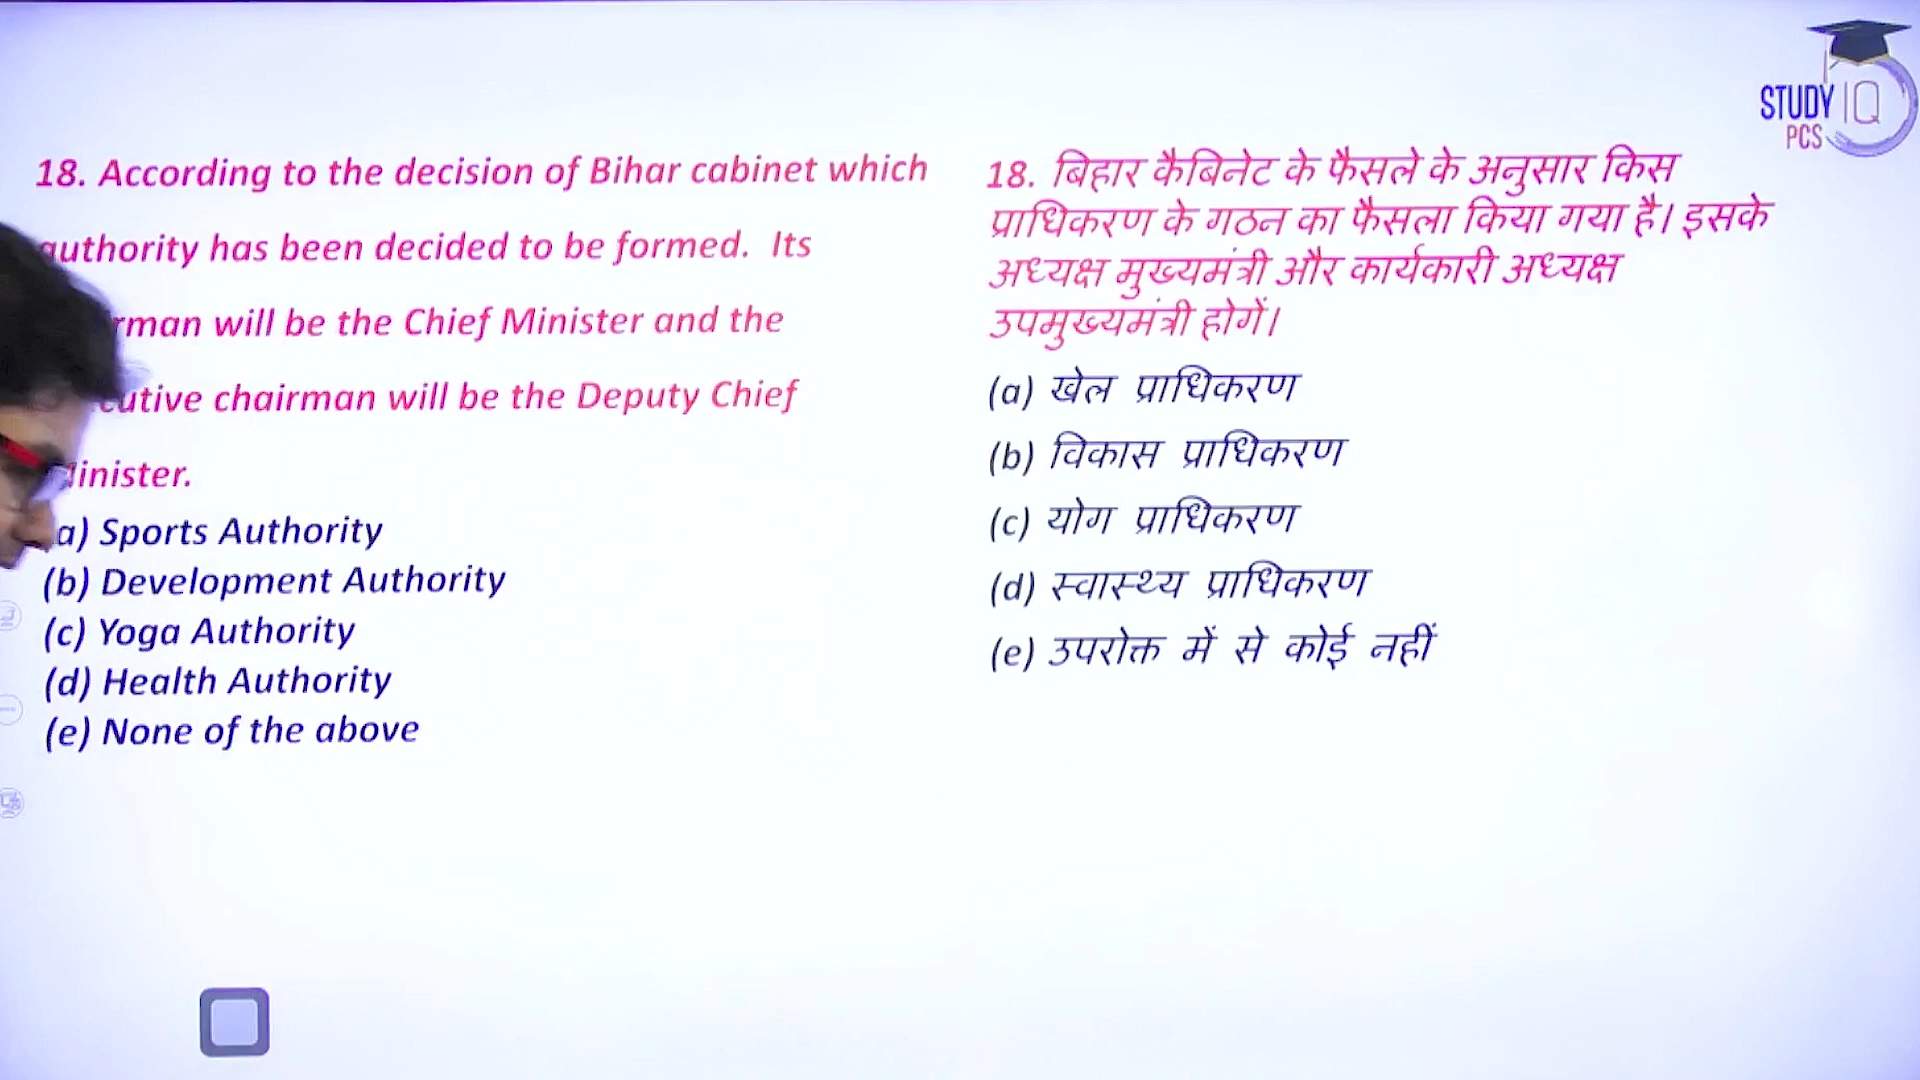 STUDY IQ
PCS
18. According to the decision of Bihar cabinet which
authority has been decided to be formed. Its
rman will be the Chief Minister and the
cutive chairman will be the Deputy Chief
inister.
a) Sports Authority
(b) Development Authority
(c) Yoga Authority
(d) Health Authority
(e) None of the above
18. बिहार कैबिनेट के फैसले के अनुसार किस
प्राधिकरण के गठन का फैसला किया गया है। इसके
अध्यक्ष मुख्यमंत्री और कार्यकारी अध्यक्ष
उपमुख्यमंत्री होगें।
(a) खेल प्राधिकरण
(b) विकास प्राधिकरण
(c) योग प्राधिकरण
(d) स्वास्थ्य प्राधिकरण
(e) उपरोक्त में से कोई नहीं